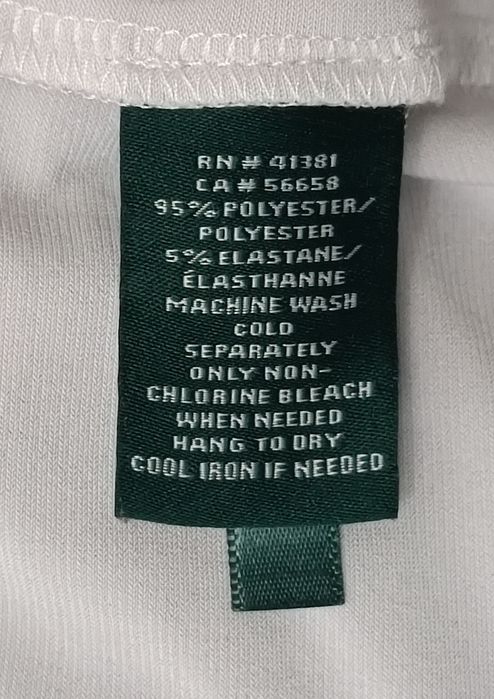 RN # 41381
CA # 56658
95% POLYESTER/
POLYESTER
5% ELASTANE/
ÉLASTHANNE
MACHINE WASH
COLD
SEPARATELY
ONLY NON-
CHLORINE BLEACH
WHEN NEEDED
HANG TO DRY
COOL IRON IF NEEDED